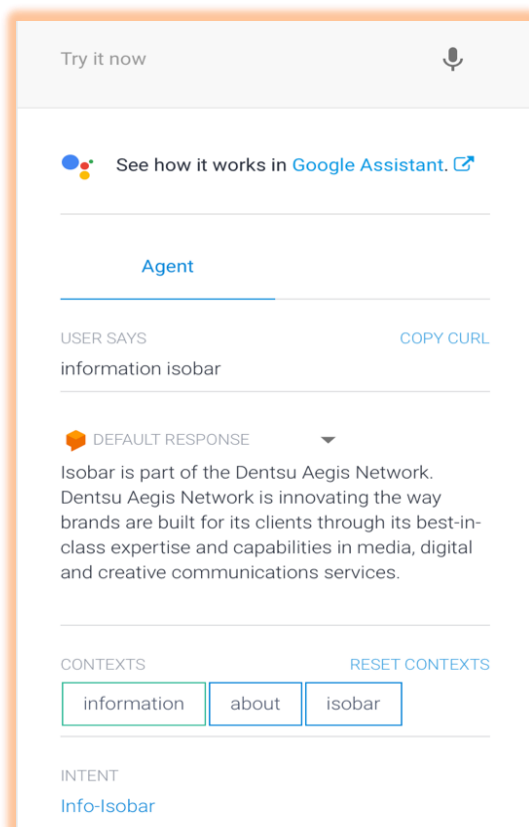 Try it now
See how it works in Google Assistant.
Agent
USER SAYS COPY CURL
information isobar
DEFAULT RESPONSE
Isobar is part of the Dentsu Aegis Network.
Dentsu Aegis Network is innovating the way
brands are built for its clients through its best-in-
class expertise and capabilities in media, digital
and creative communications services.
CONTEXTS RESET CONTEXTS
information about isobar
INTENT
Info-Isobar